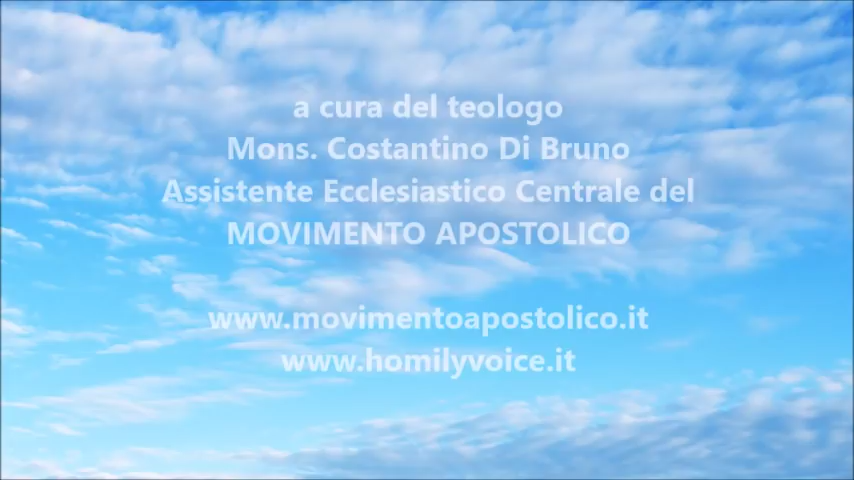 a cura del teologo
Mons. Costantino Di Bruno
Assistente Ecclesiastico Centrale del
MOVIMENTO APOSTOLICO
www.movimentoapostolico.it
www.homilyvoice.it